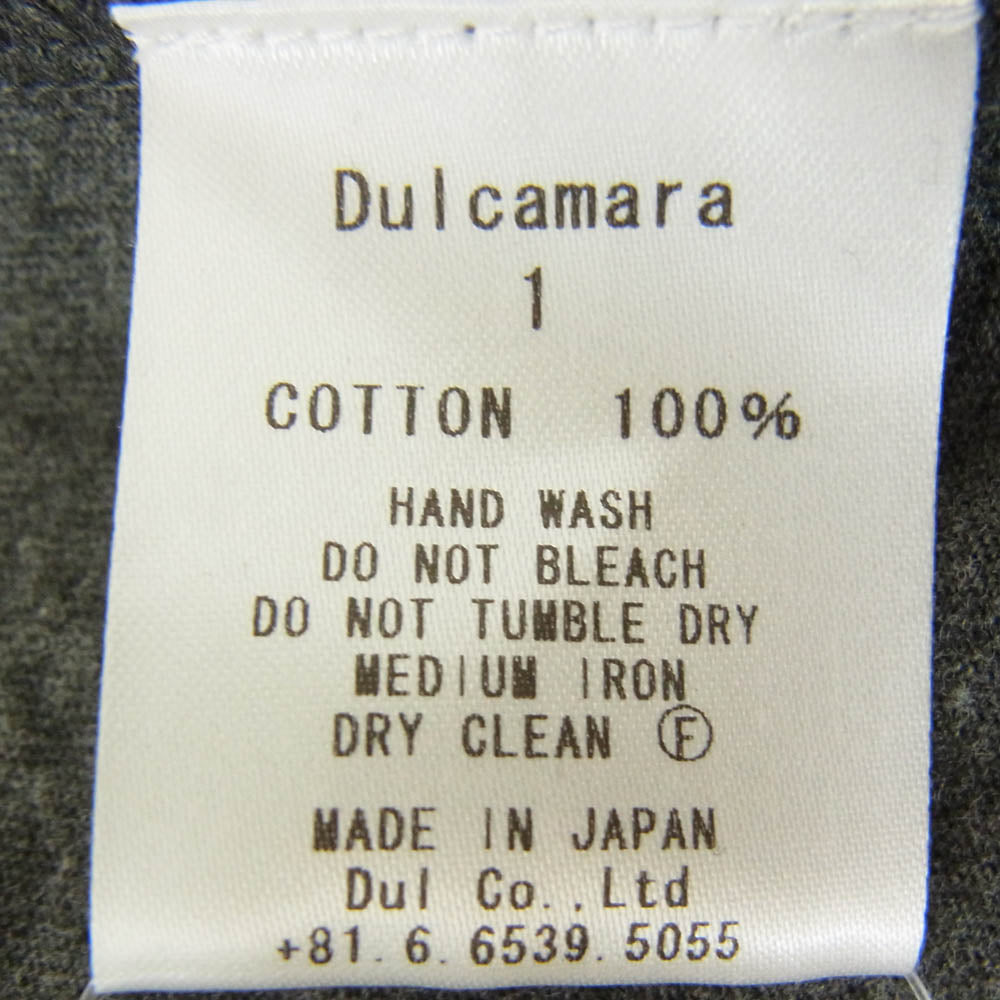 Dulcamara
1
COTTON 100%
HAND WASH
DO NOT BLEACH
DO NOT TUMBLE DRY
MEDIUM IRON
DRY CLEAN Ⓕ
MADE IN JAPAN
Dul Co.,Ltd
+81.6.6539.5055